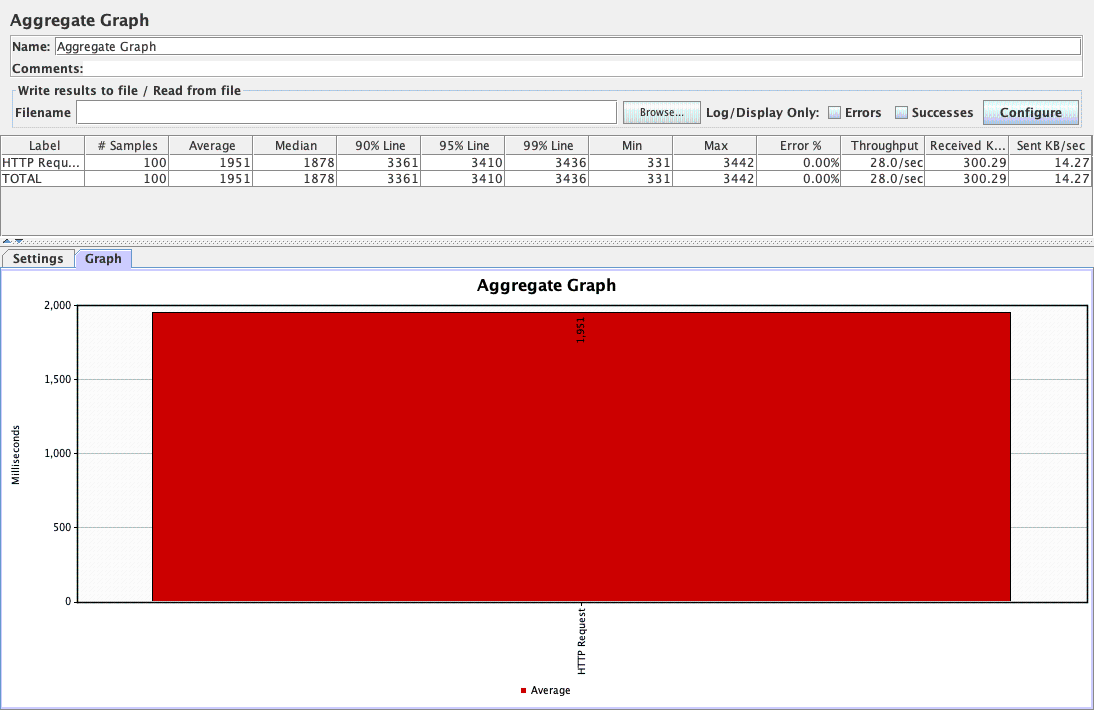 Aggregate Graph
Name: Aggregate Graph
Comments:
Write results to file / Read from file
Filename Browse... Log/Display Only: Errors Successes Configure
Label # Samples Average Median 90% Line 95% Line 99% Line Min Max Error % Throughput Received K... Sent KB/sec
HTTP Requ... 100 1951 1878 3361 3410 3436 331 3442 0.00% 28.0/sec 300.29 14.27
TOTAL 100 1951 1878 3361 3410 3436 331 3442 0.00% 28.0/sec 300.29 14.27
Settings Graph
Aggregate Graph
2,000
1,951
1,500
1,000
Milliseconds
500
0
HTTP Request
Average